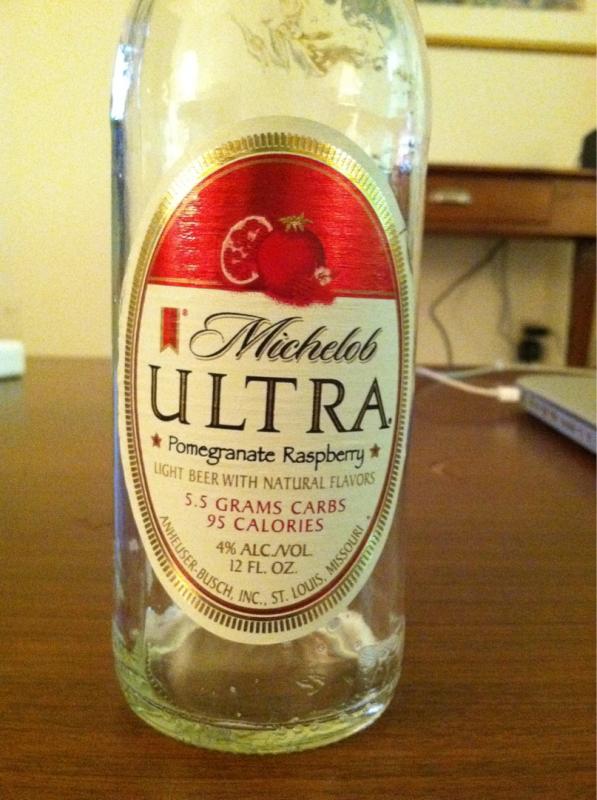 Michelob
ULTRA
Pomegranate Raspberry
LIGHT BEER WITH NATURAL FLAVORS
5.5 GRAMS CARBS
95 CALORIES
4% ALC./VOL.
12 FL. OZ.
ANHEUSER-BUSCH, INC., ST. LOUIS, MISSOURI